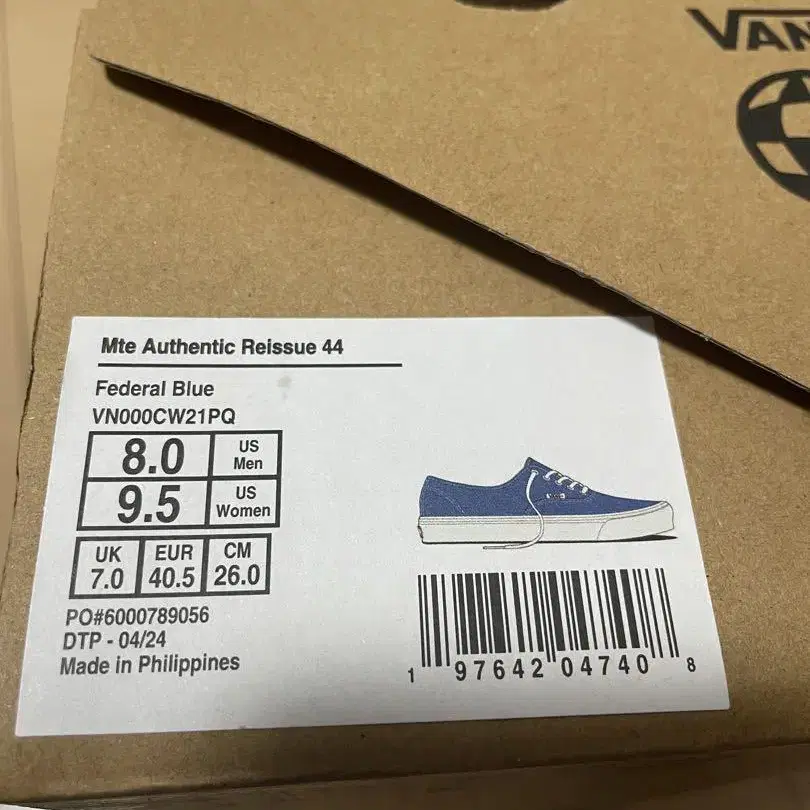 VAN
Mte Authentic Reissue 44
Federal Blue
VN000CW21PQ
8.0 US Men
9.5 US Women
UK EUR CM
7.0 40.5 26.0
PO#6000789056
DTP - 04/24
Made in Philippines
1 97642 04740 8